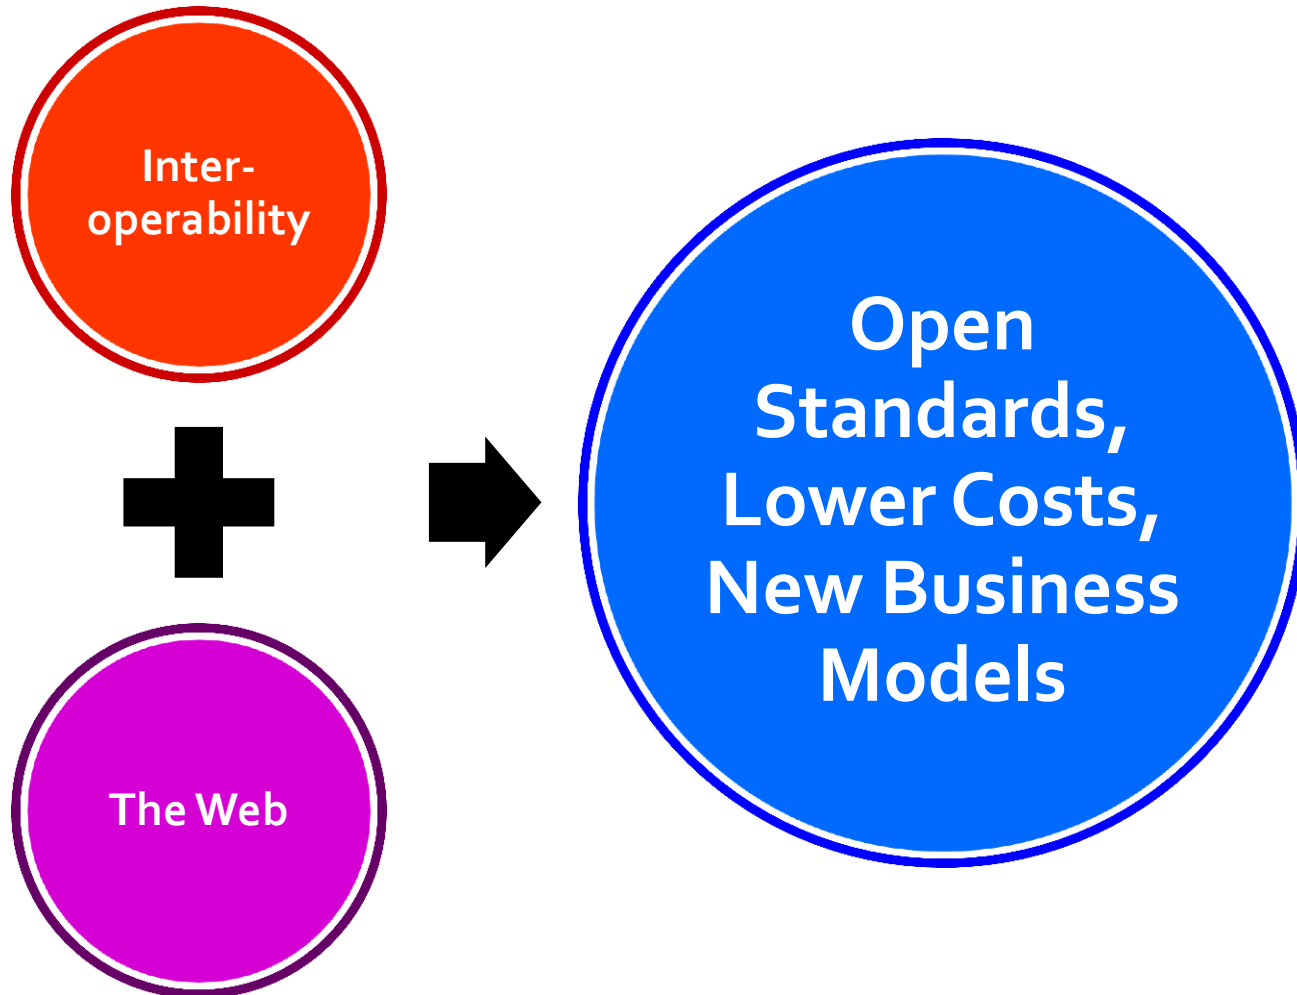 Inter-
operability
The Web
Open
Standards,
Lower Costs,
New Business
Models